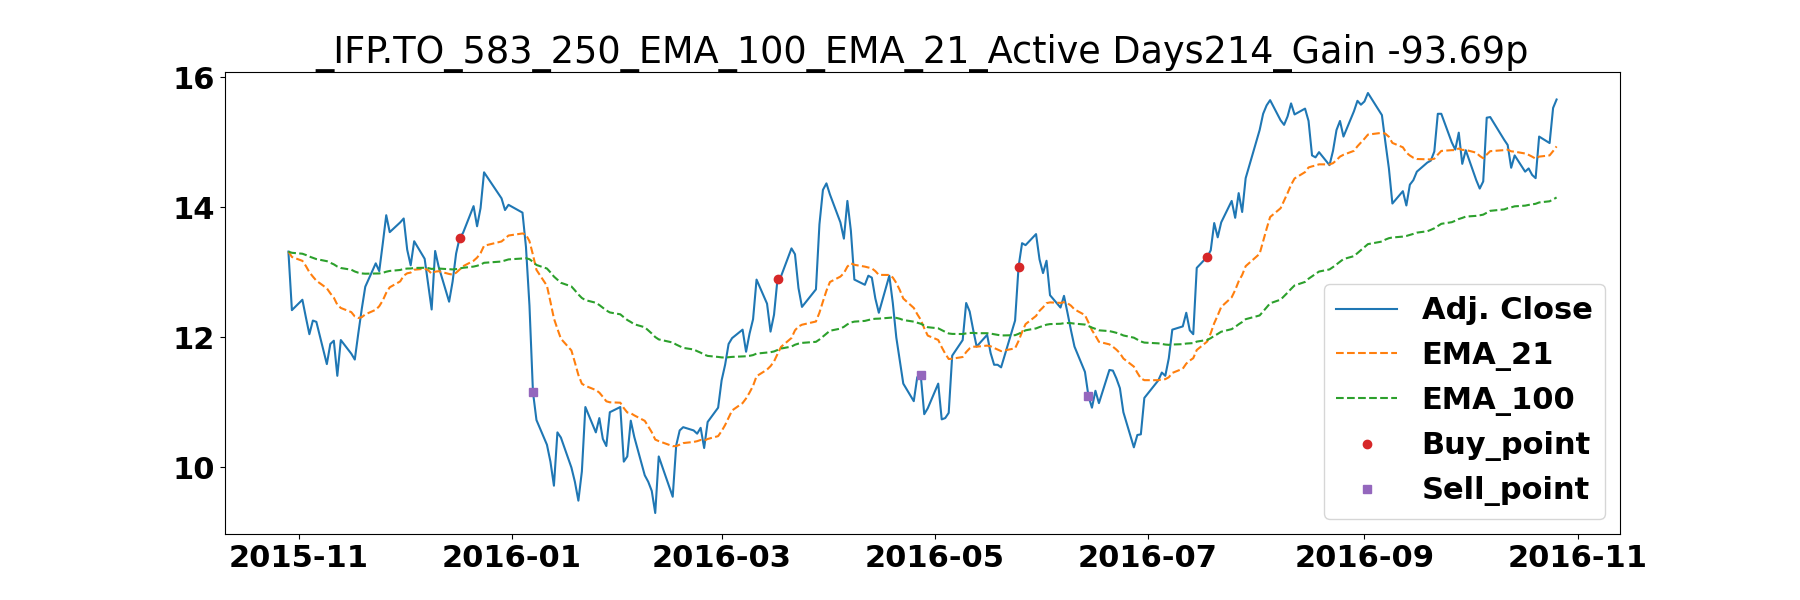 _IFP.TO_583_250_EMA_100_EMA_21_Active Days214_Gain -93.69p
16
14
12
10
Adj. Close
EMA_21
EMA_100
Buy_point
Sell_point
2015-11 2016-01 2016-03 2016-05 2016-07 2016-09 2016-11